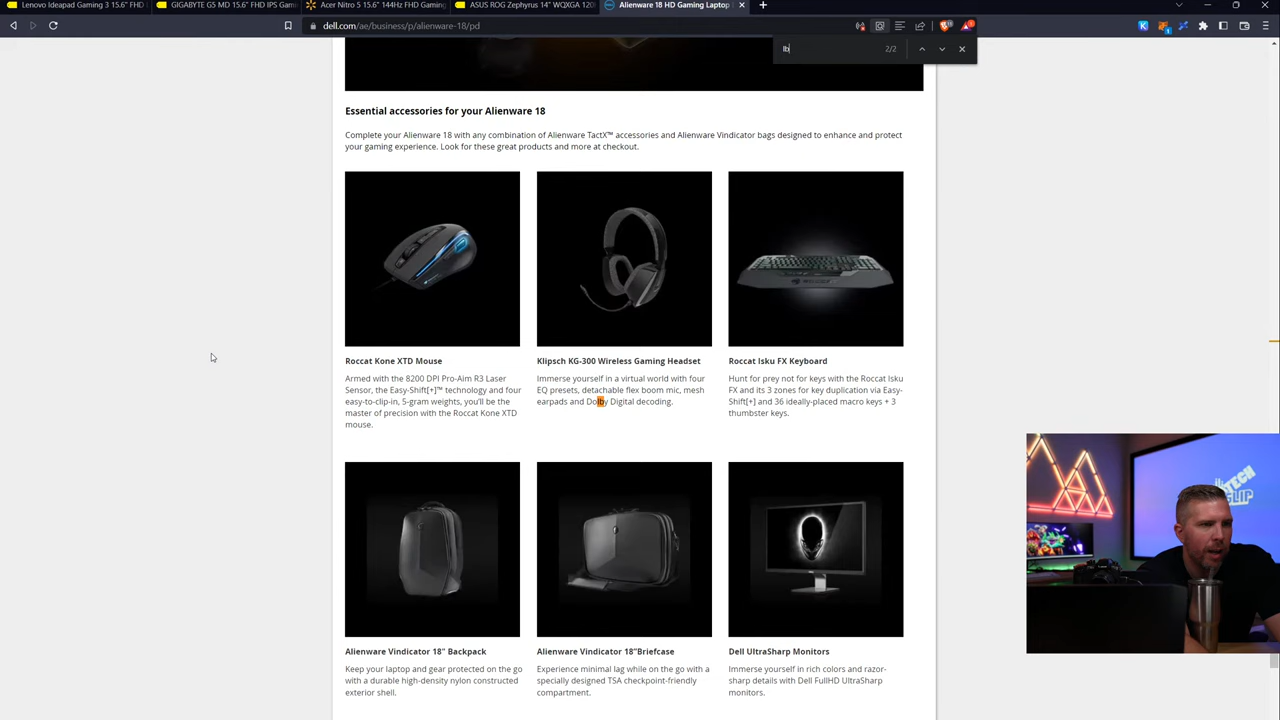 Lenovo Ideapad Gaming 3 15.6" FHD
GIGABYTE G5 MD 15.6" FHD IPS Gam
Acer Nitro 5 15.6" 144Hz FHD Gaming
ASUS ROG Zephyrus 14" WQXGA 120
Alienware 18 HD Gaming Laptop
dell.com/ae/business/p/alienware-18/pd
lb
2/2
Essential accessories for your Alienware 18
Complete your Alienware 18 with any combination of Alienware TactX™ accessories and Alienware Vindicator bags designed to enhance and protect
your gaming experience. Look for these great products and more at checkout.
Roccat Kone XTD Mouse
Armed with the 8200 DPI Pro-Aim R3 Laser
Sensor, the Easy-Shift[+]™ technology and four
easy-to-clip-in, 5-gram weights, you'll be the
master of precision with the Roccat Kone XTD
mouse.
Klipsch KG-300 Wireless Gaming Headset
Immerse yourself in a virtual world with four
EQ presets, detachable flex boom mic, mesh
earpads and Dolby Digital decoding.
Roccat Isku FX Keyboard
Hunt for prey not for keys with the Roccat Isku
FX and its 3 zones for key duplication via Easy-
Shift[+] and 36 ideally-placed macro keys + 3
thumbster keys.
Alienware Vindicator 18" Backpack
Keep your laptop and gear protected on the go
with a durable high-density nylon constructed
exterior shell.
Alienware Vindicator 18"Briefcase
Experience minimal lag while on the go with a
specially designed TSA checkpoint-friendly
compartment.
Dell UltraSharp Monitors
Immerse yourself in rich colors and razor-
sharp details with Dell FullHD UltraSharp
monitors.